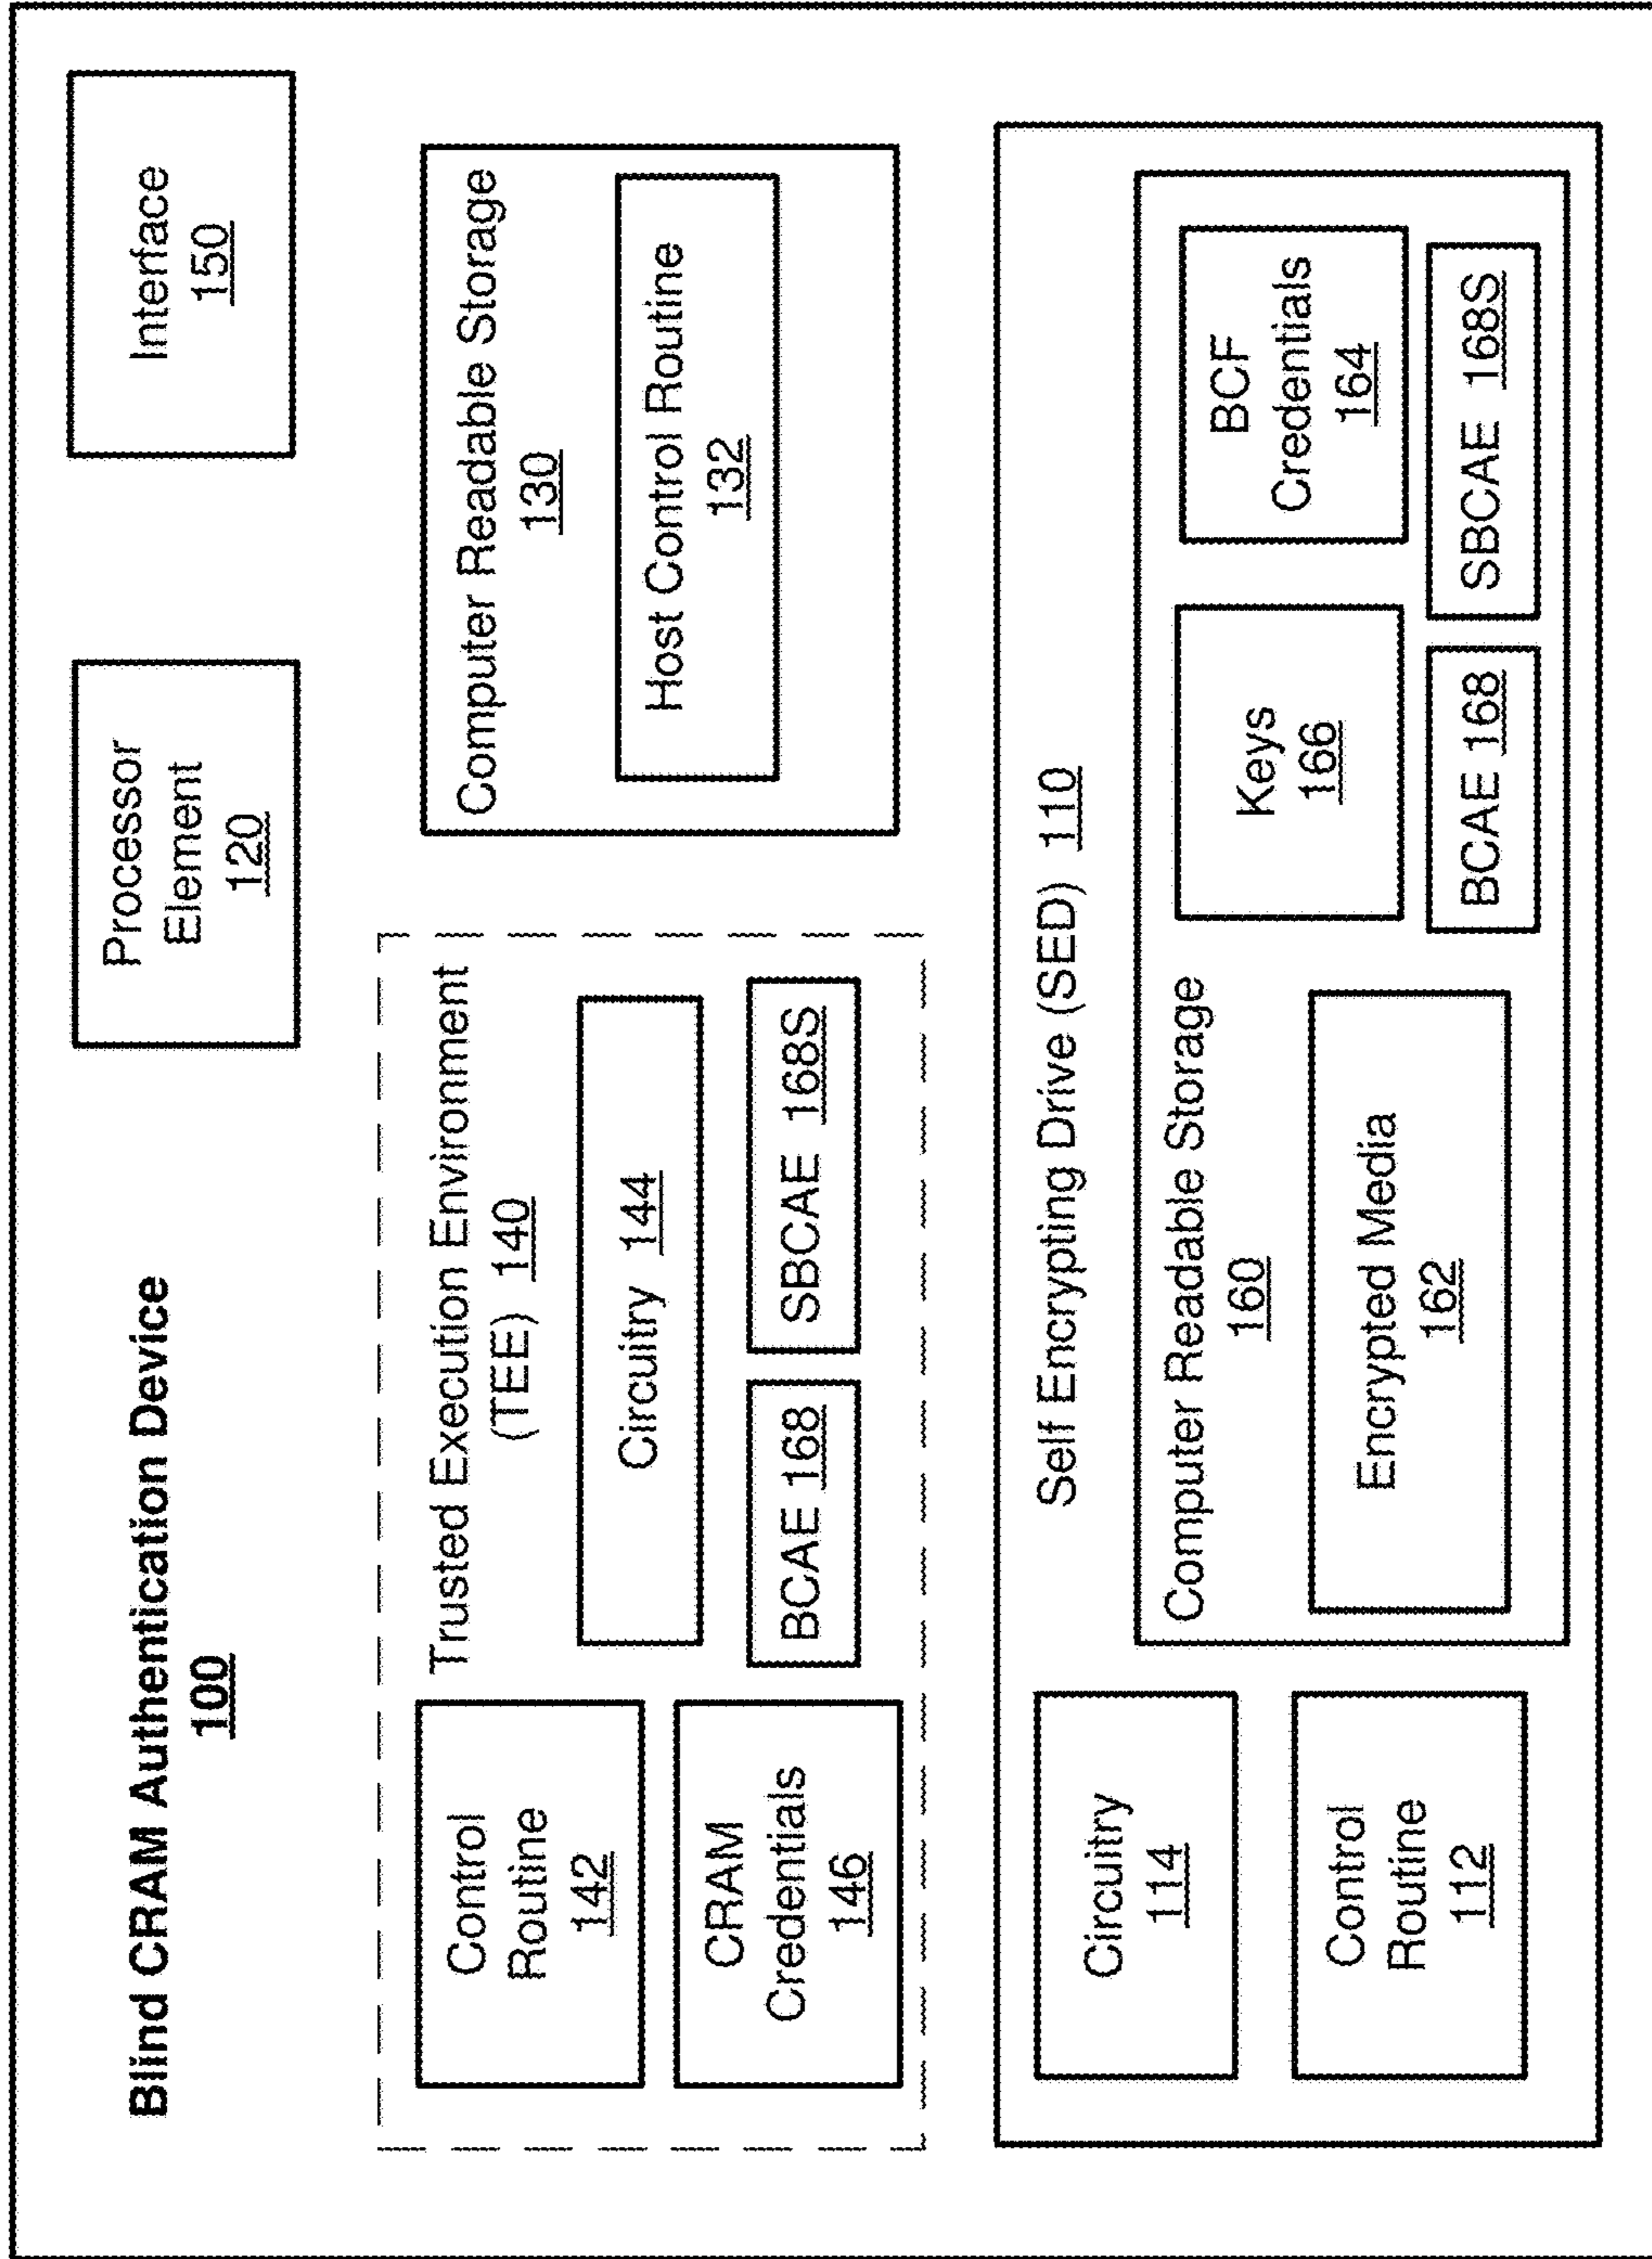 Blind CRAM Authentication Device
100
Processor
Element
120
Interface
150
Trusted Execution Environment
(TEE) 140
Control
Routine
142
Circuitry 144
CRAM
Credentials
146
BCAE 168
SBCAE 168S
Computer Readable Storage
130
Host Control Routine
132
Self Encrypting Drive (SED) 110
Circuitry
114
Control
Routine
112
Computer Readable Storage
160
Encrypted Media
162
Keys
166
BCF
Credentials
164
BCAE 168
SBCAE 168S